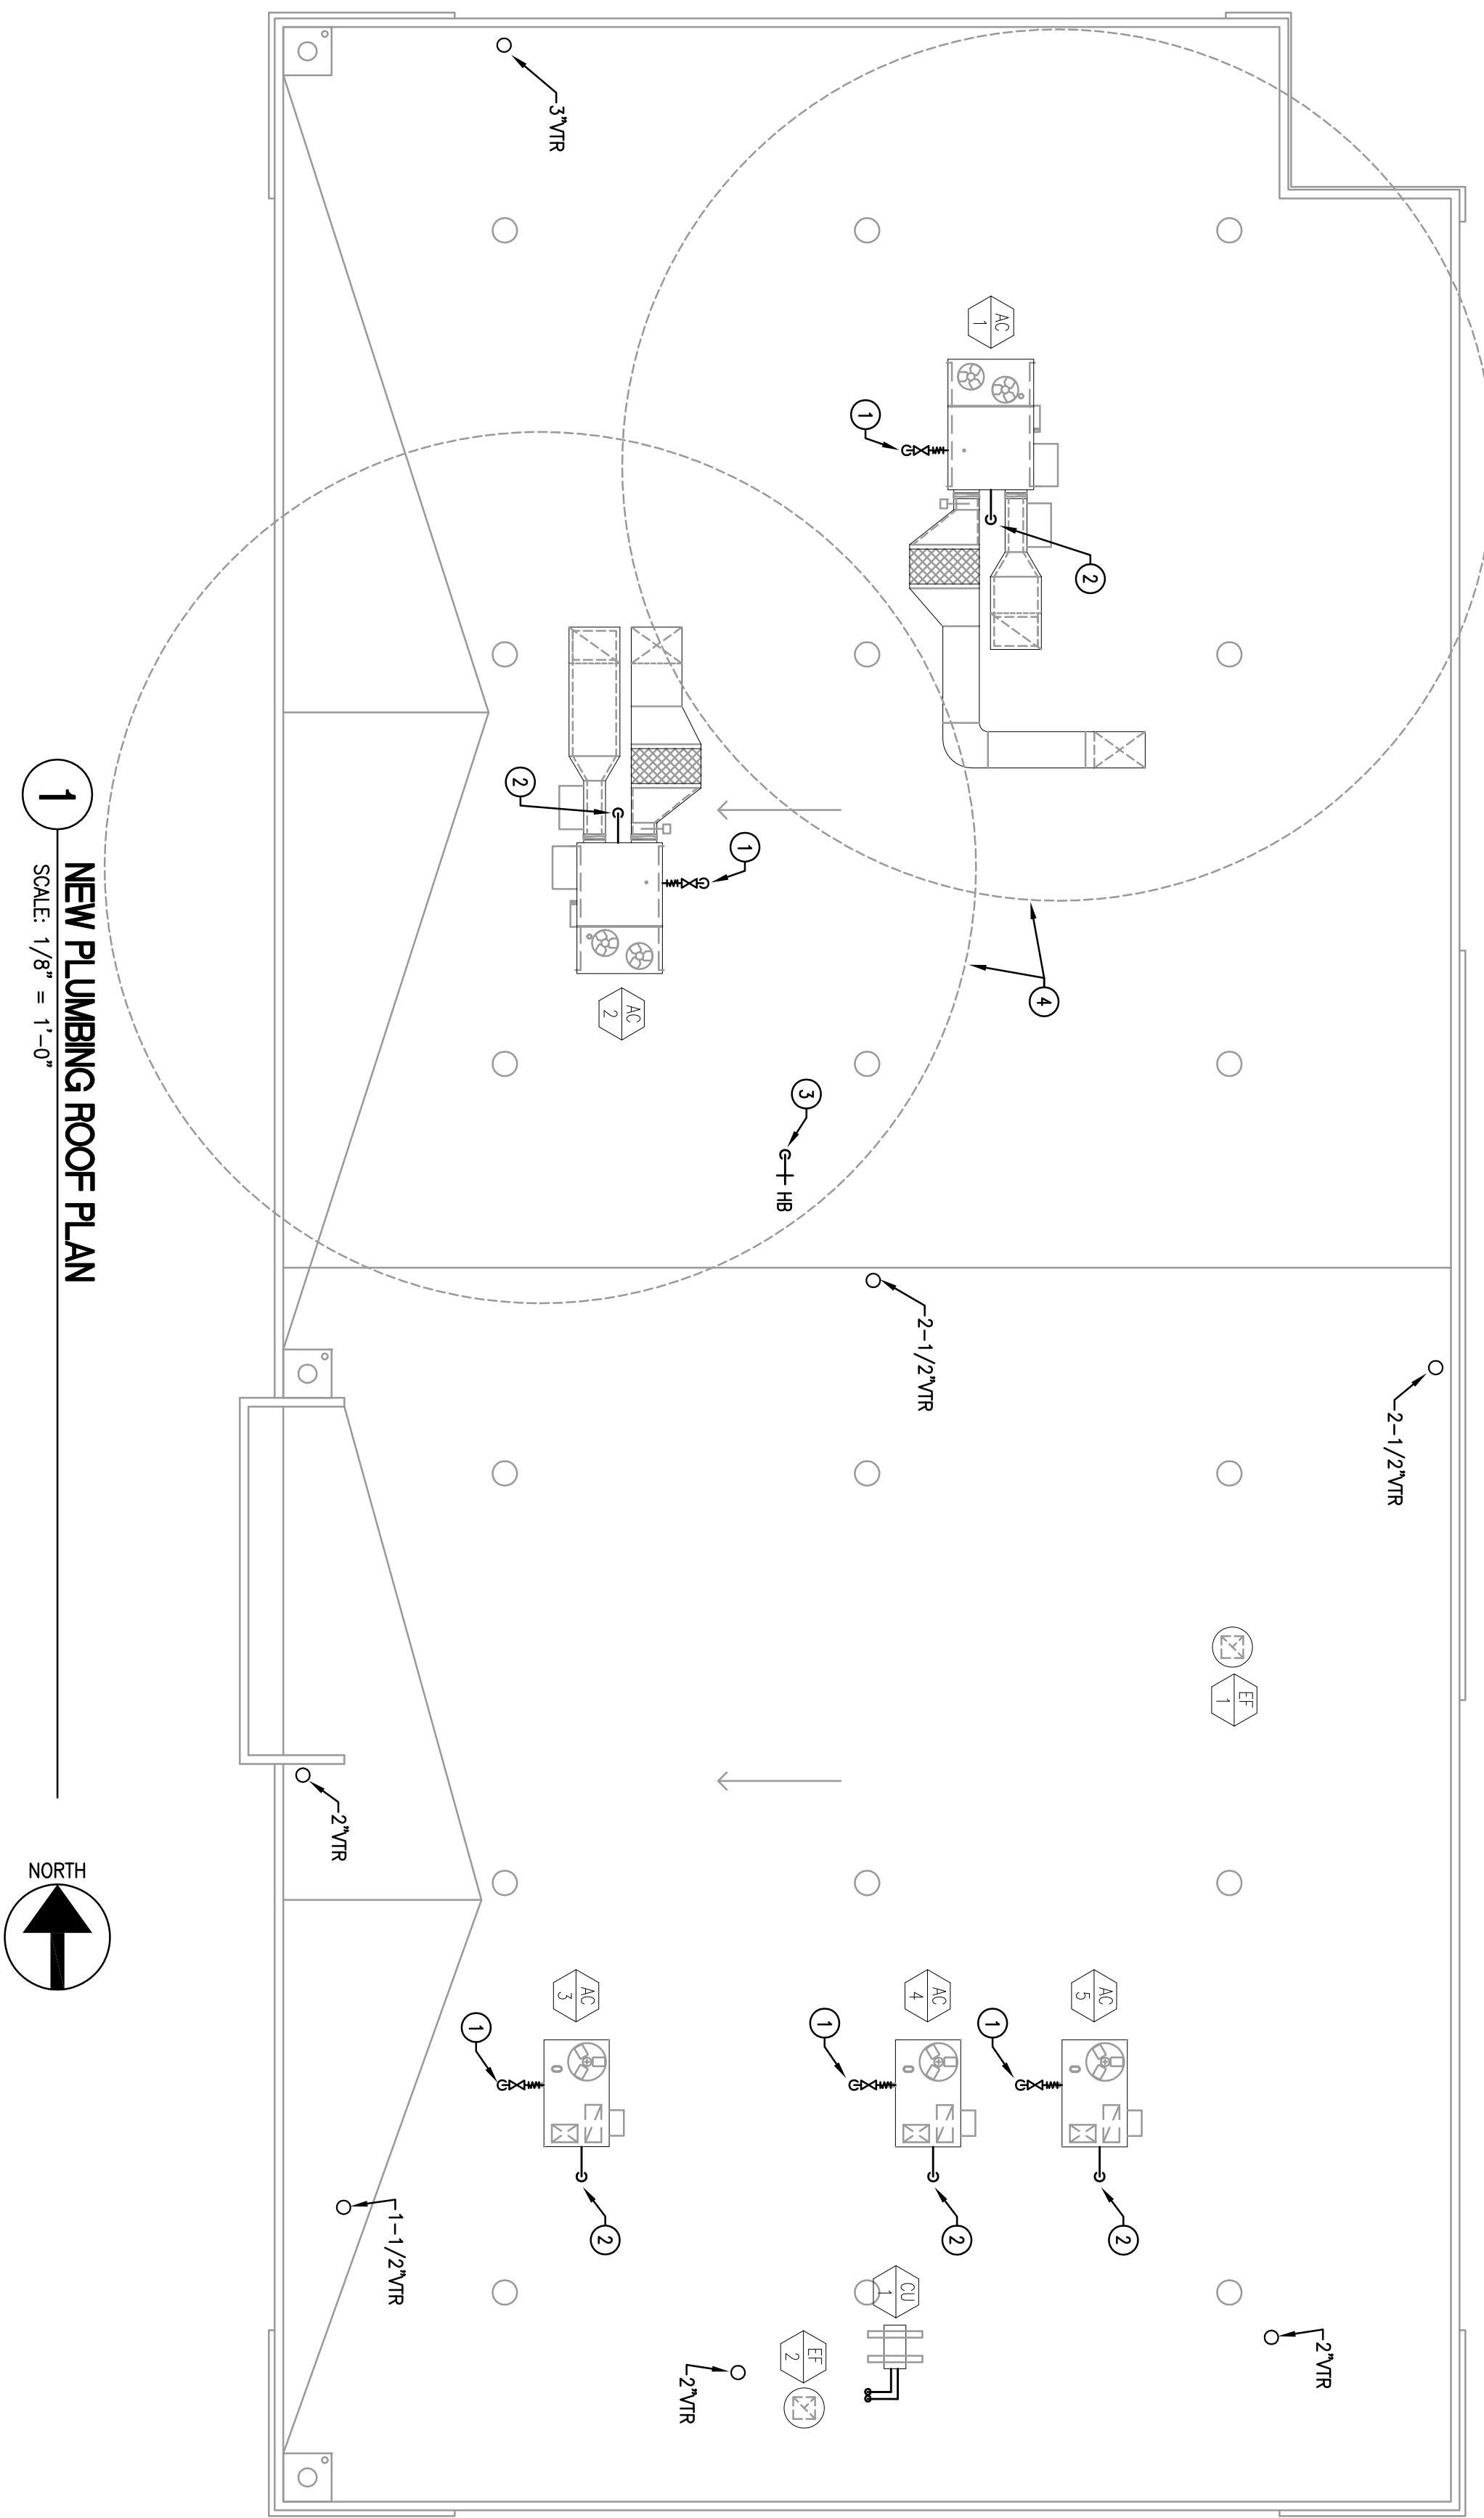 3"VTR
AC
1
1
2
2
1
AC
2
4
3
HB
2-1/2"VTR
2-1/2"VTR
EF
1
2"VTR
AC
3
AC
4
AC
5
1
1
1
2
2
2
1-1/2"VTR
CU
1
EF
2
2"VTR
2"VTR
1
NEW PLUMBING ROOF PLAN
SCALE: 1/8" = 1'-0"
NORTH